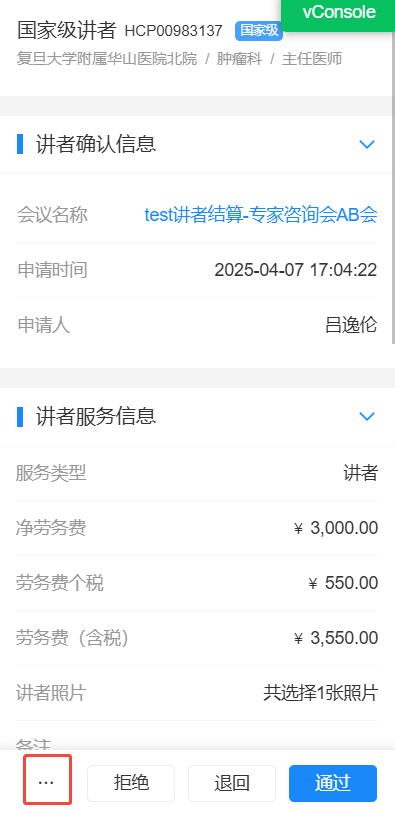 vConsole
国家级讲者 HCP00983137 国家级
复旦大学附属华山医院北院 / 肿瘤科 / 主任医师
讲者确认信息
会议名称 test讲者结算-专家咨询会AB会
申请时间 2025-04-07 17:04:22
申请人 吕逸伦
讲者服务信息
服务类型 讲者
净劳务费 ¥ 3,000.00
劳务费个税 ¥ 550.00
劳务费（含税） ¥ 3,550.00
讲者照片 共选择1张照片
备注
... 拒绝 退回 通过